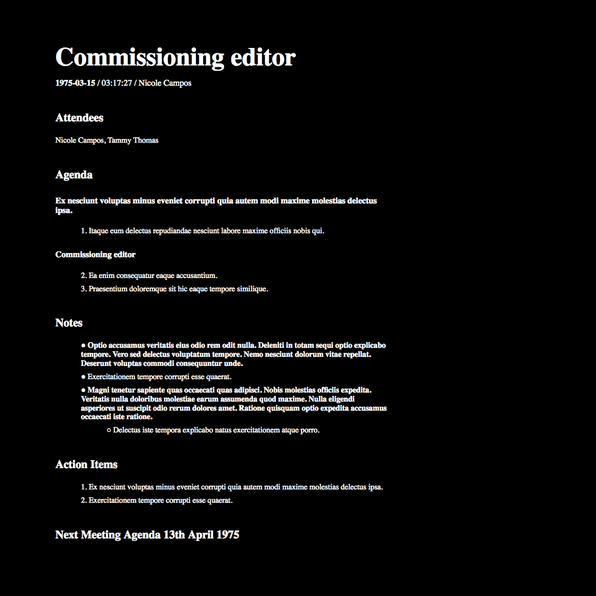 Commissioning editor
1975-03-15 / 03:17:27 / Nicole Campos
Attendees
Nicole Campos, Tammy Thomas
Agenda
Ex nesciunt voluptas minus eveniet corrupti quia autem modi maxime molestias delectus
ipsa.
1. Itaque eum delectus repudiandae nesciunt labore maxime officiis nobis qui.
Commissioning editor
2. Ea enim consequatur eaque accusantium.
3. Praesentium doloremque sit hic eaque tempore similique.
Notes
● Optio accusamus veritatis eius odio rem odit nulla. Deleniti in totam sequi optio explicabo
tempore. Vero sed delectus voluptatum tempore. Nemo nesciunt dolorum vitae repellat.
Deserunt voluptas commodi consequuntur unde.
● Exercitationem tempore corrupti esse quaerat.
● Magni tenetur sapiente quas occaecati quas adipisci. Nobis molestias officiis expedita.
Veritatis nulla doloribus molestiae earum assumenda quod maxime. Nulla eligendi
asperiores ut suscipit odio rerum dolores amet. Ratione quisquam optio expedita accusamus
occaecati iste ratione.
○ Delectus iste tempora explicabo natus exercitationem atque porro.
Action Items
1. Ex nesciunt voluptas minus eveniet corrupti quia autem modi maxime molestias delectus ipsa.
2. Exercitationem tempore corrupti esse quaerat.
Next Meeting Agenda 13th April 1975